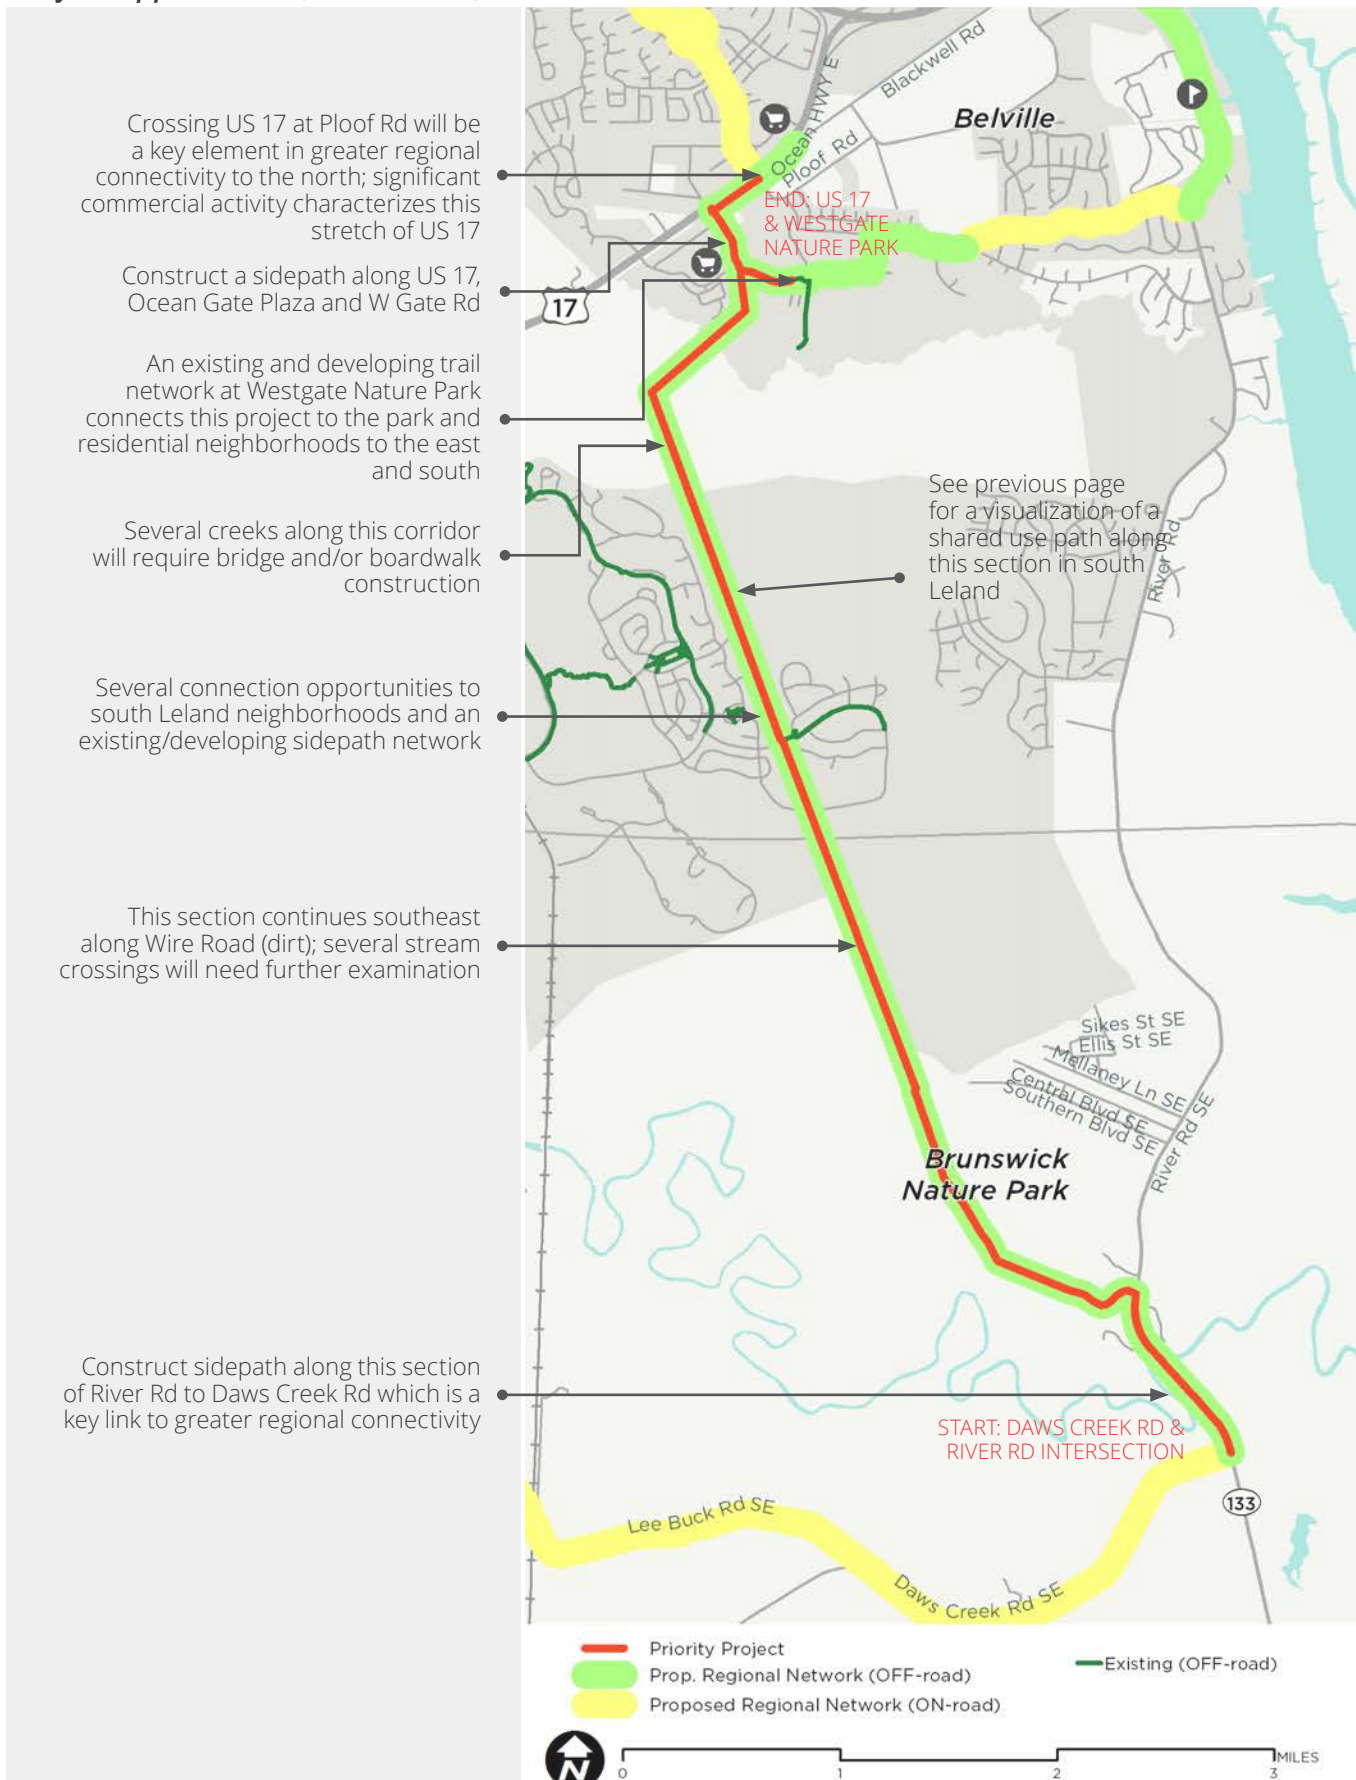 Crossing US 17 at Ploof Rd will be
a key element in greater regional
connectivity to the north; significant
commercial activity characterizes this
stretch of US 17
Construct a sidepath along US 17,
Ocean Gate Plaza and W Gate Rd
An existing and developing trail
network at Westgate Nature Park
connects this project to the park and
residential neighborhoods to the east
and south
Several creeks along this corridor
will require bridge and/or boardwalk
construction
Several connection opportunities to
south Leland neighborhoods and an
existing/developing sidepath network
This section continues southeast
along Wire Road (dirt); several stream
crossings will need further examination
Construct sidepath along this section
of River Rd to Daws Creek Rd which is a
key link to greater regional connectivity
Ocean HWY E
Blackwell Rd
Ploof Rd
Belville
END: US 17
& WESTGATE
NATURE PARK
17
See previous page
for a visualization of a
shared use path along
this section in south
Leland
River Rd
Sikes St SE
Ellis St SE
Mellaney Ln SE
Central Blvd SE
Southern Blvd SE
River Rd SE
Brunswick
Nature Park
START: DAWS CREEK RD &
RIVER RD INTERSECTION
133
Lee Buck Rd SE
Daws Creek Rd SE
Priority Project
Prop. Regional Network (OFF-road)
Proposed Regional Network (ON-road)
Existing (OFF-road)
N
0 1 2 3 MILES